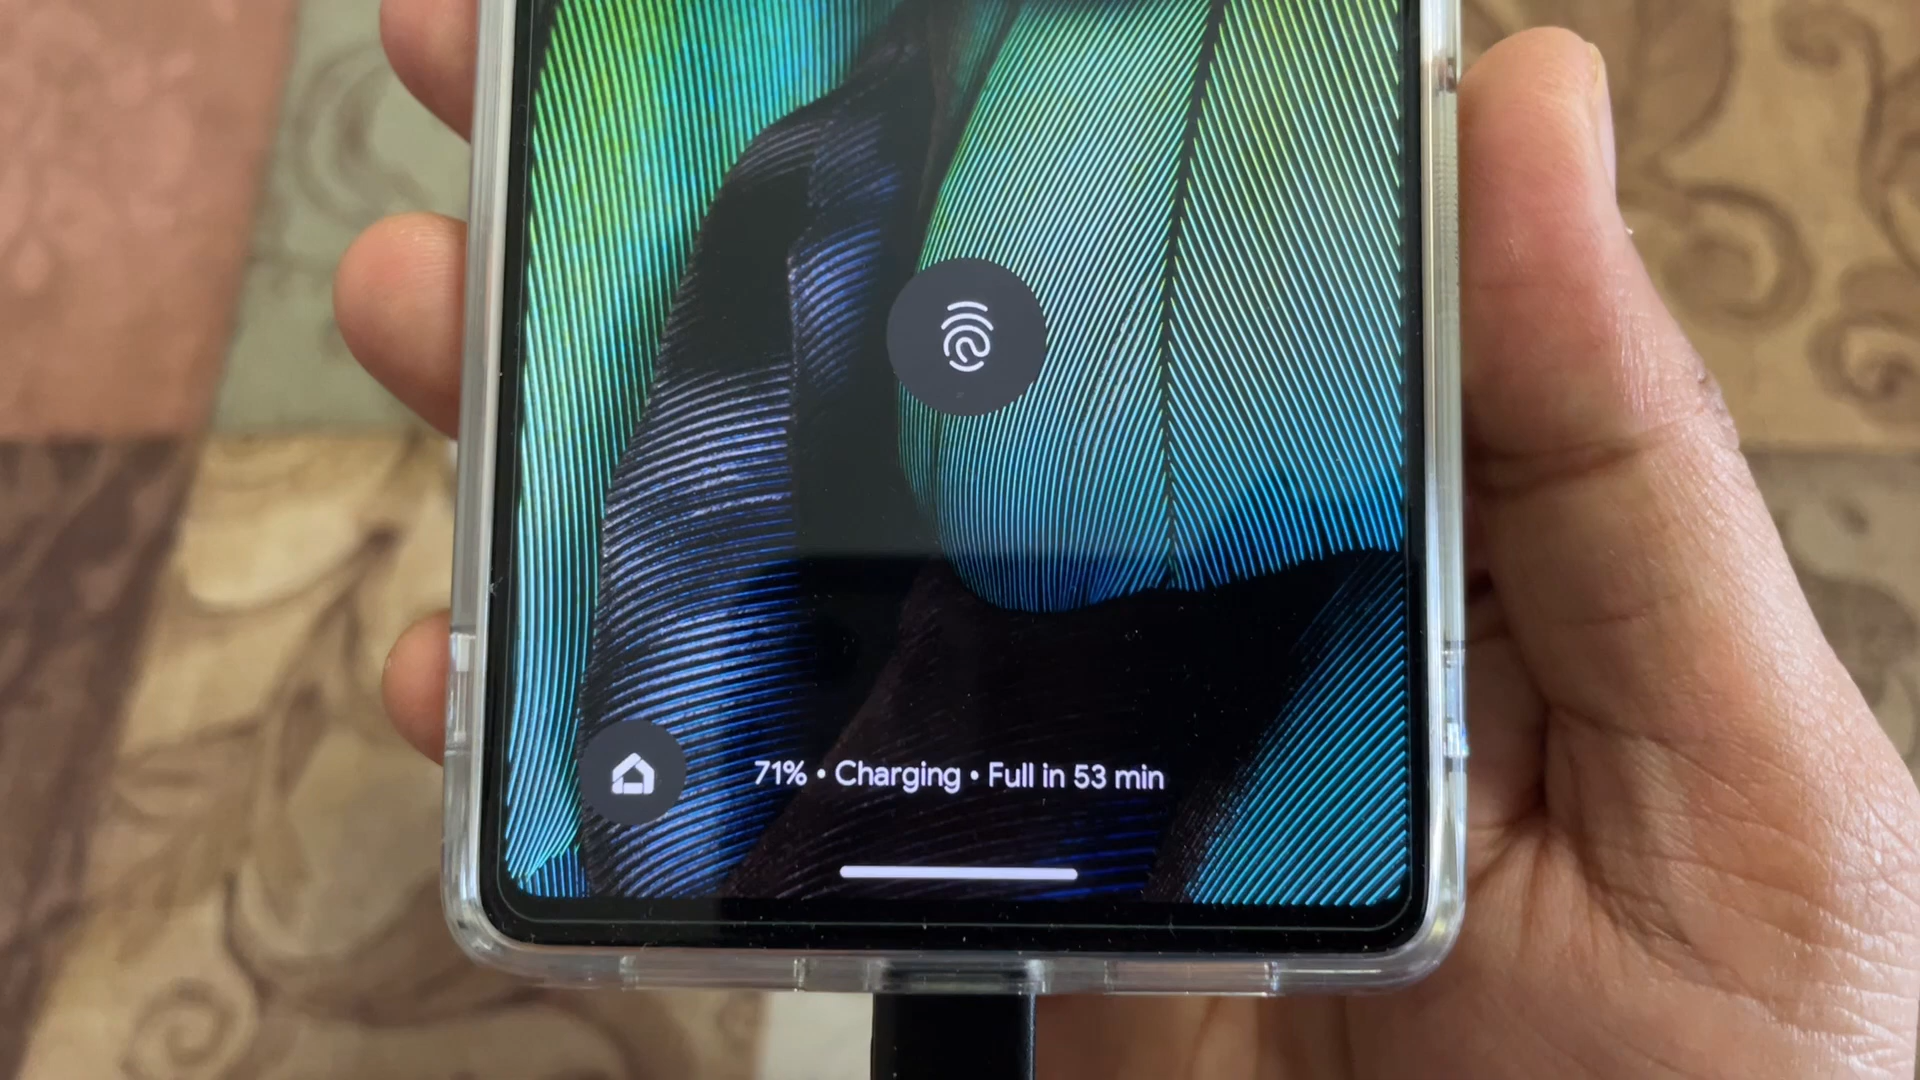 71% • Charging • Full in 53 min